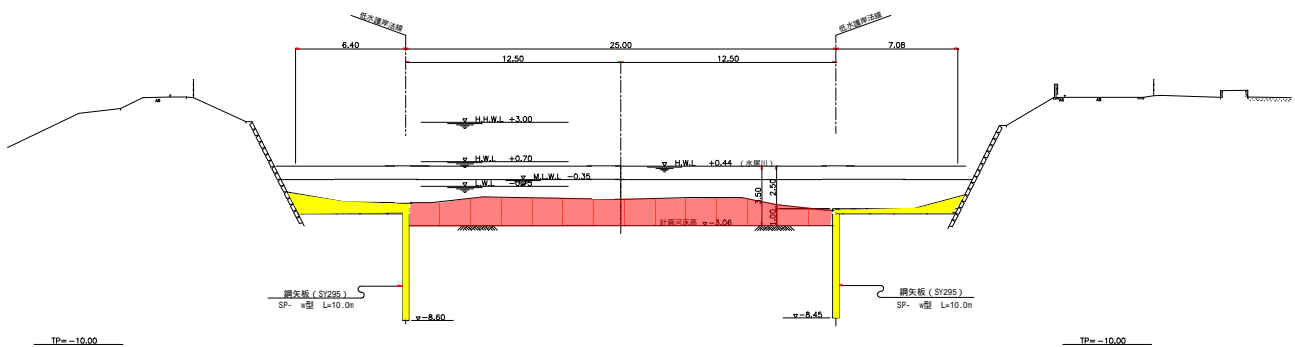 低水護岸法線
低水護岸法線
6.40
25.00
7.08
12.50
12.50
AS
H.H.W.L +3.00
AS
AS
H.W.L +0.70
H.W.L +0.44 (水尾川)
M.L.W.L -0.35
L.W.L
3.50
2.50
1.00
計画河床高 ▽-3.06
鋼矢板（SY295）
SP- w型 L=10.0m
鋼矢板（SY295）
SP- w型 L=10.0m
▽-8.60
▽-8.45
TP= -10.00
TP= -10.00